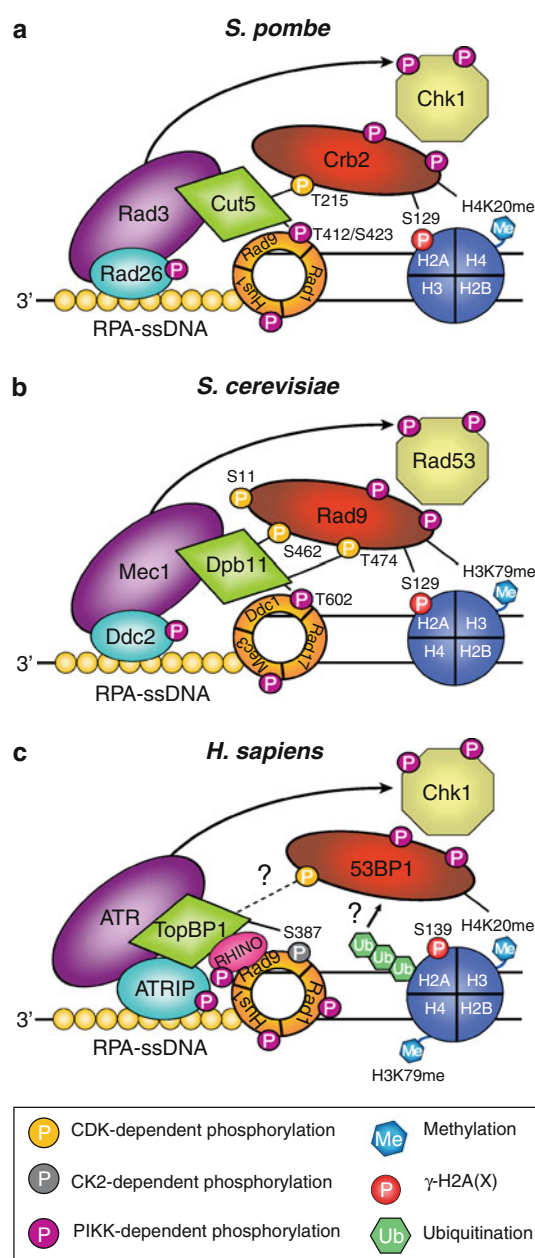 a S. pombe
P P
Chk1
P
Crb2
P
Rad3 Cut5 P
T215
H4K20me
S129
Me
P T412/S423
P
Rad26 P
Rad9 Rad1 Hus1
H2A H4
H3 H2B
3’
P
RPA-ssDNA
b S. cerevisiae
P P
Rad53
S11
P
P
Rad9
P
P
S462
P
T474
Mec1 Dpb11
H3K79me
S129
Me
P T602
P
Ddc2 P
Ddc1 Rad17 Mec3
H2A H3
H4 H2B
3’
P
RPA-ssDNA
c H. sapiens
P P
Chk1
P
53BP1
P
P
?
ATR TopBP1
?
S387
H4K20me
S139
RHINO
P
P
Me
Ub Ub Ub
P
ATRIP P
Rad9 Rad1 Hus1
P
H2A H3
H4 H2B
3’
P
RPA-ssDNA
Me
H3K79me
P CDK-dependent phosphorylation
Me Methylation
P CK2-dependent phosphorylation
P γ-H2A(X)
P PIKK-dependent phosphorylation
Ub Ubiquitination